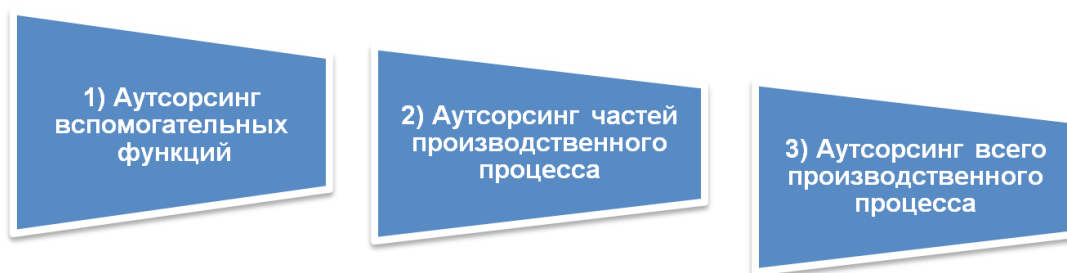 1) Аутсорсинг
вспомогательных
функций
2) Аутсорсинг частей
производственного
процесса
3) Аутсорсинг всего
производственного
процесса